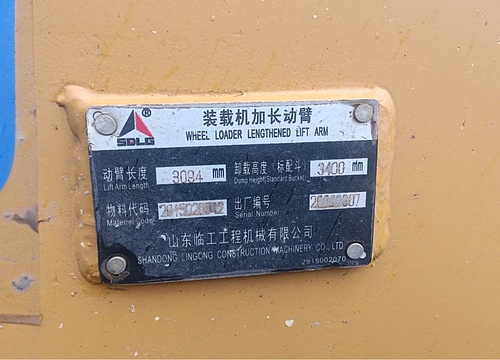 SDLG ®
装载机加长动臂
WHEEL LOADER LENGTHENED LIFT ARM
动臂长度 3094 mm 卸载高度（标配斗） 3400 mm
Lift Arm Length Dump Height(Standard Bucket)
物料代码 出厂编号
Material Code Serial Number
山东临工工程机械有限公司
SHANDONG LINGONG CONSTRUCTION MACHINERY CO., LTD
2915002070